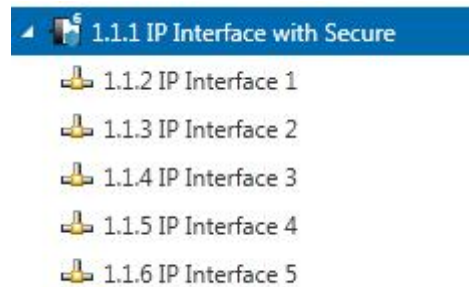 6
1.1.1 IP Interface with Secure
1.1.2 IP Interface 1
1.1.3 IP Interface 2
1.1.4 IP Interface 3
1.1.5 IP Interface 4
1.1.6 IP Interface 5